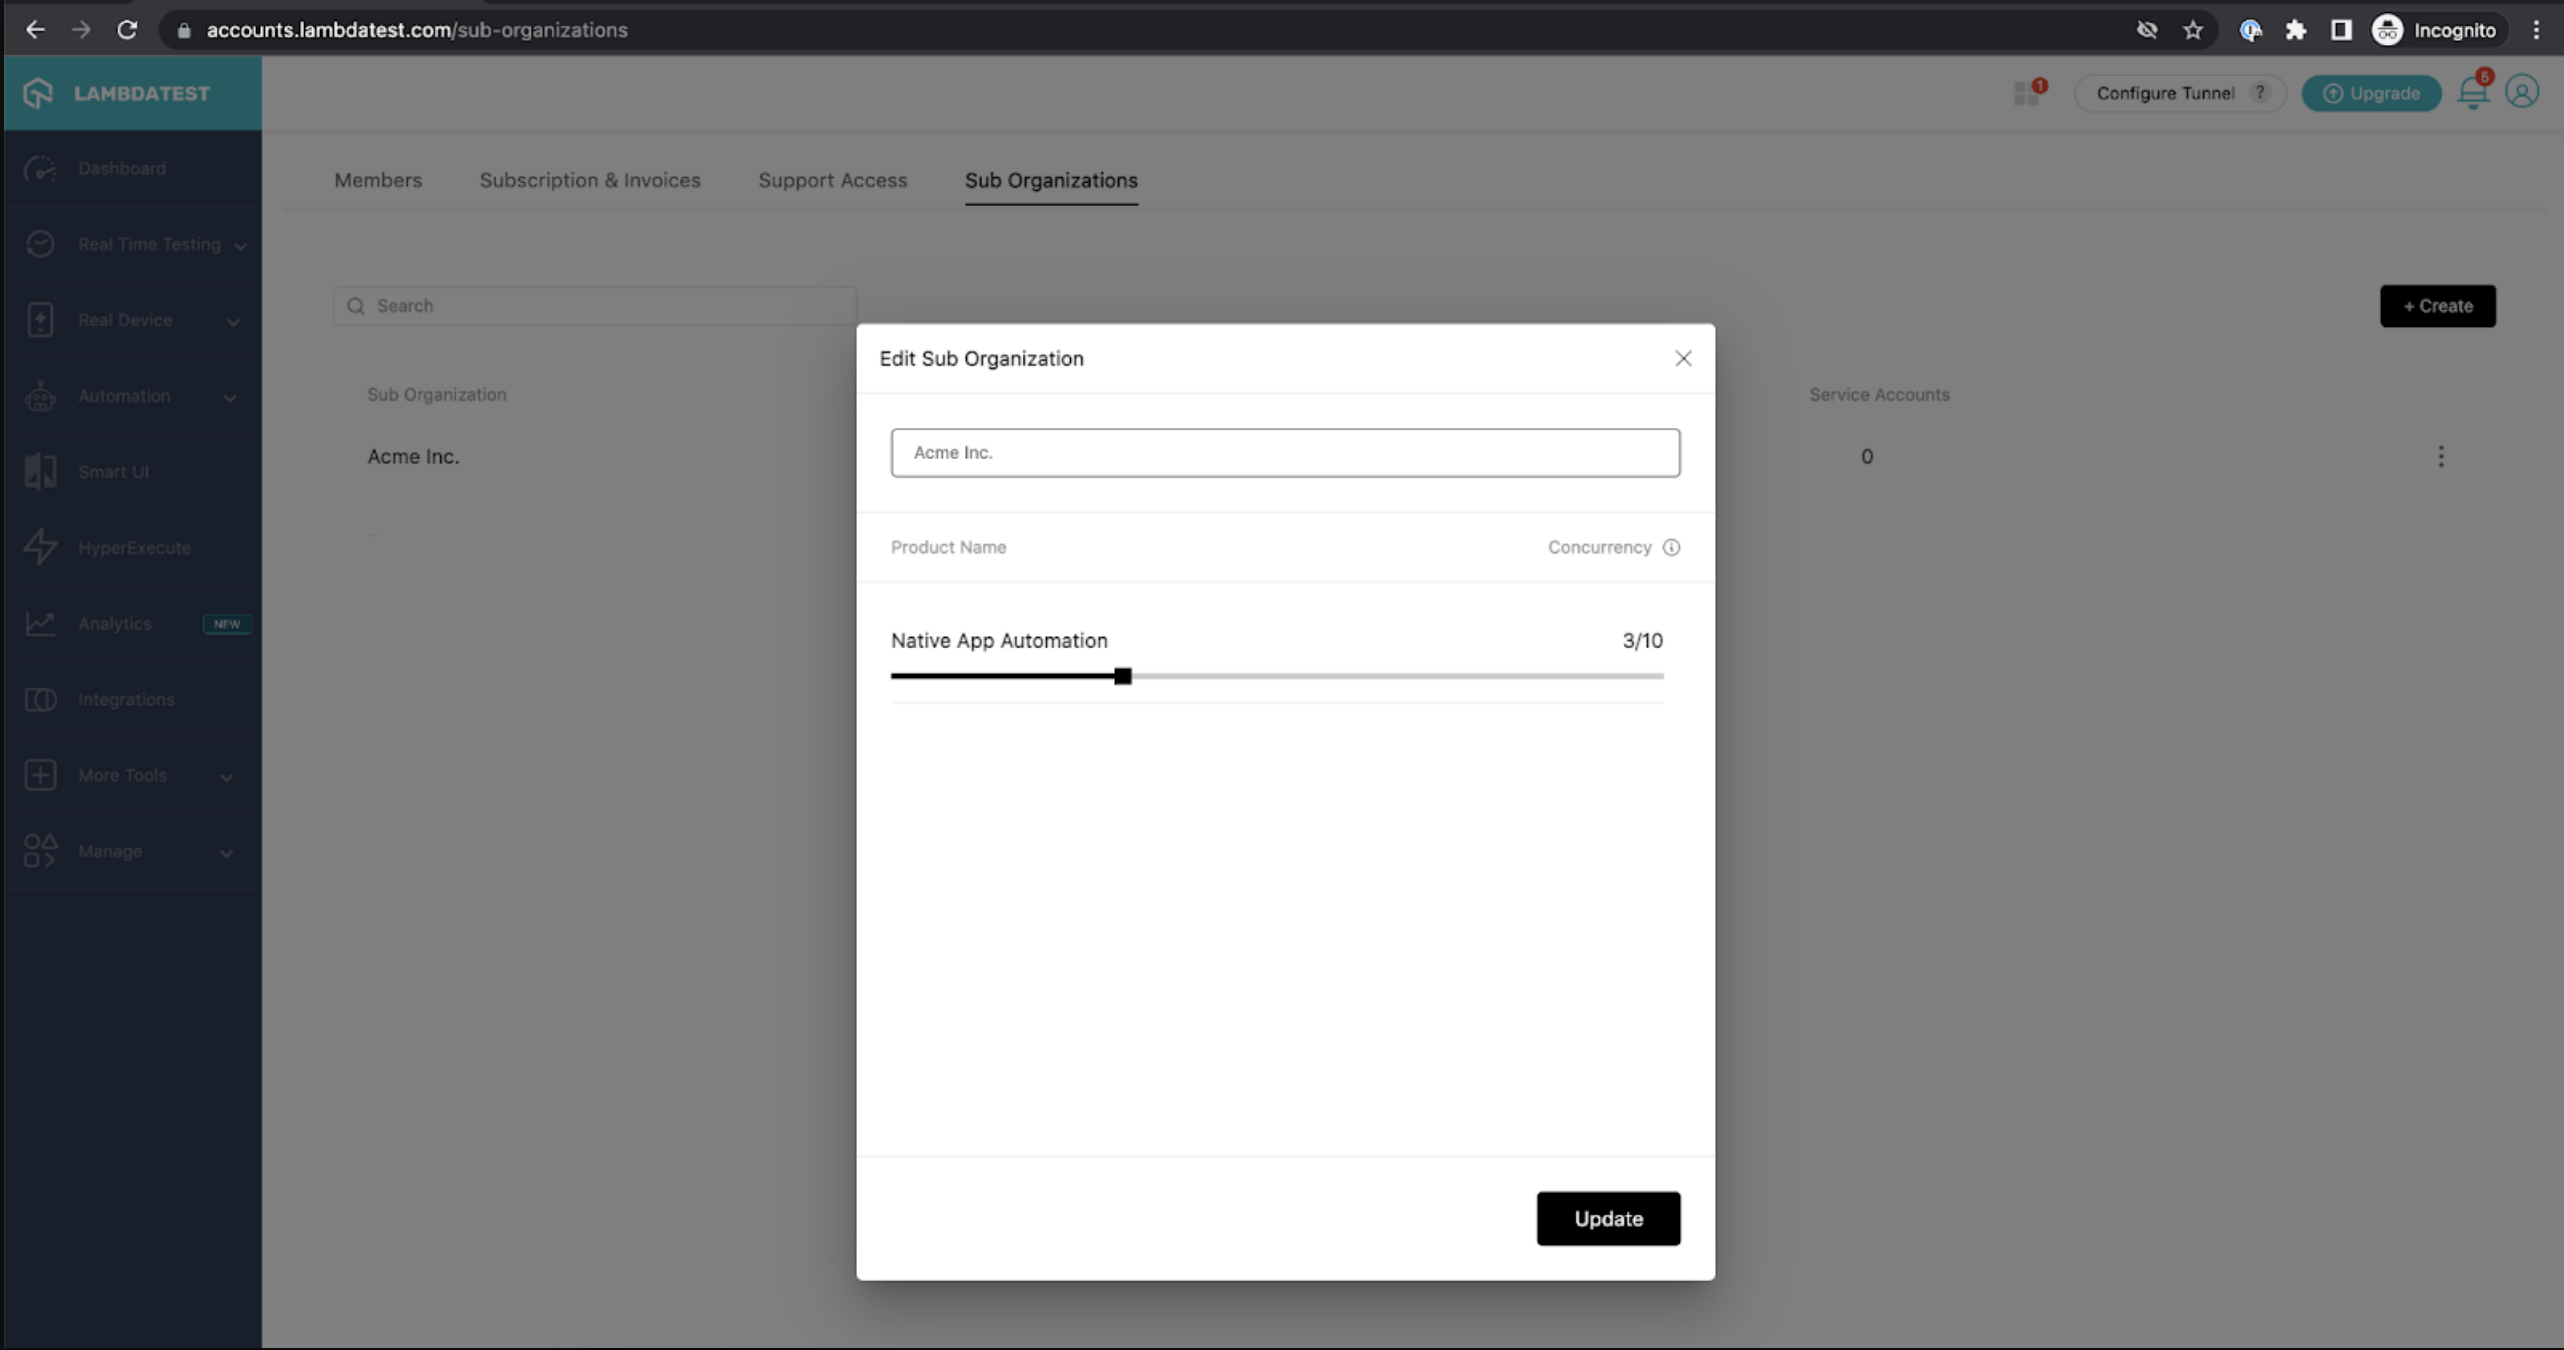 accounts.lambdatest.com/sub-organizations
Incognito
LAMBDATEST
1
Configure Tunnel ?
Upgrade
5
Dashboard
Real Time Testing
Real Device
Automation
Smart UI
HyperExecute
Analytics NEW
Integrations
More Tools
Manage
Members Subscription & Invoices Support Access Sub Organizations
Search
+ Create
Sub Organization Service Accounts
Acme Inc. 0
Edit Sub Organization
Acme Inc.
Product Name Concurrency
Native App Automation 3/10
Update